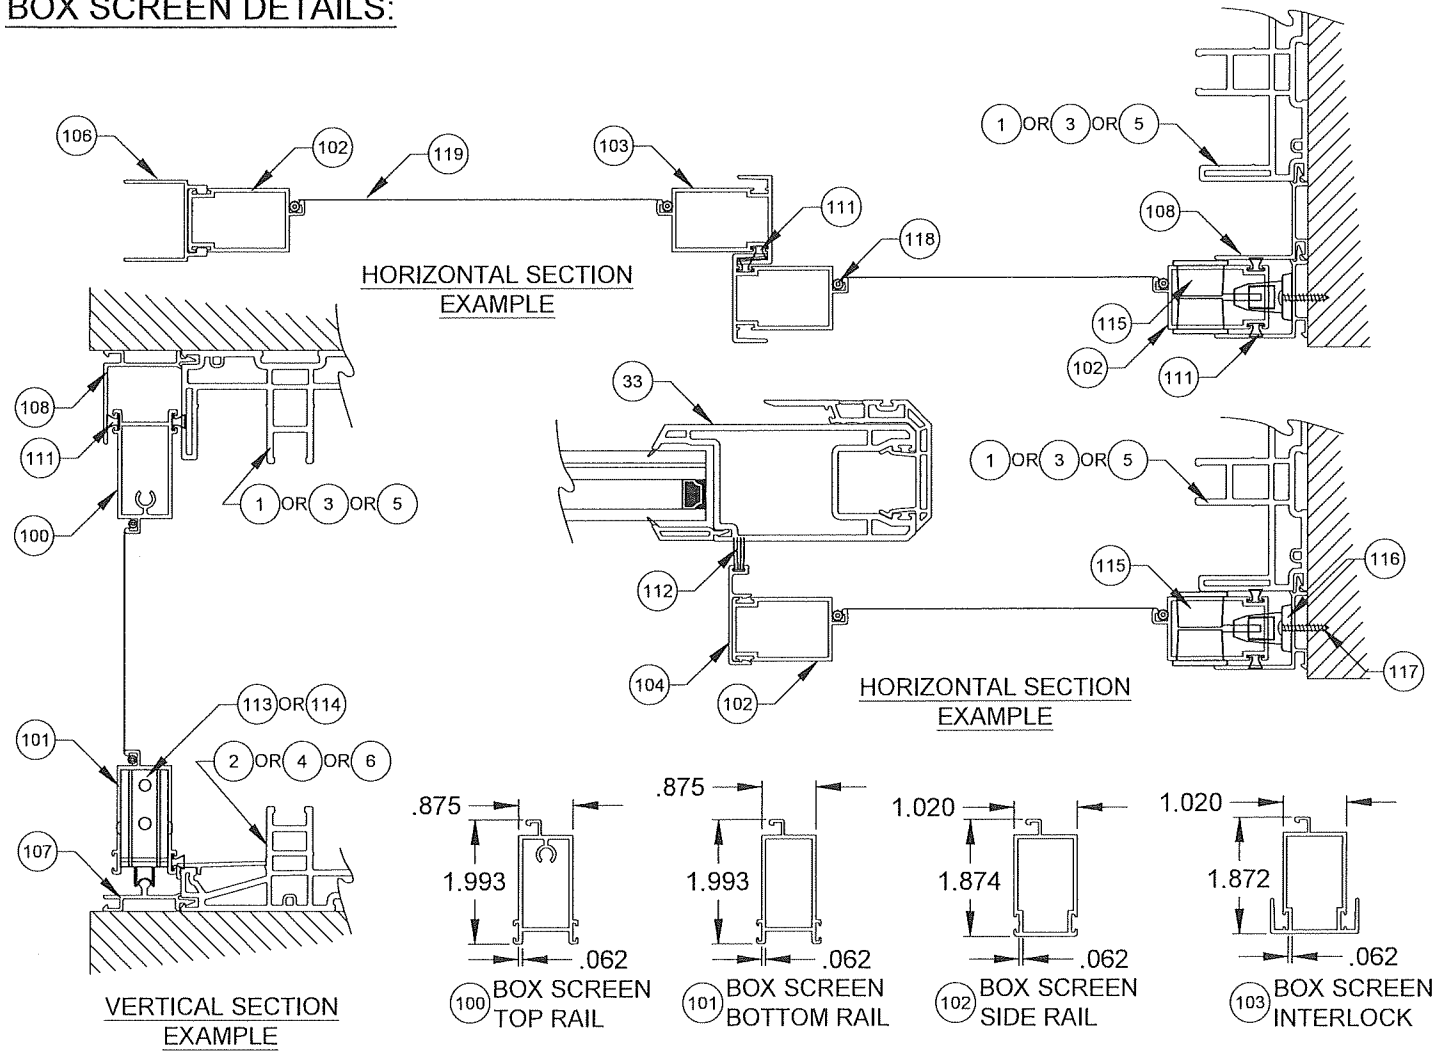 BOX SCREEN DETAILS:
106
102
119
103
111
118
1 OR 3 OR 5
108
115
102
111
HORIZONTAL SECTION
EXAMPLE
108
111
100
1 OR 3 OR 5
33
112
104
102
1 OR 3 OR 5
115
116
117
HORIZONTAL SECTION
EXAMPLE
113 OR 114
101
2 OR 4 OR 6
107
VERTICAL SECTION
EXAMPLE
.875
1.993
.062
100 BOX SCREEN
TOP RAIL
.875
1.993
.062
101 BOX SCREEN
BOTTOM RAIL
1.020
1.874
.062
102 BOX SCREEN
SIDE RAIL
1.020
1.872
.062
103 BOX SCREEN
INTERLOCK